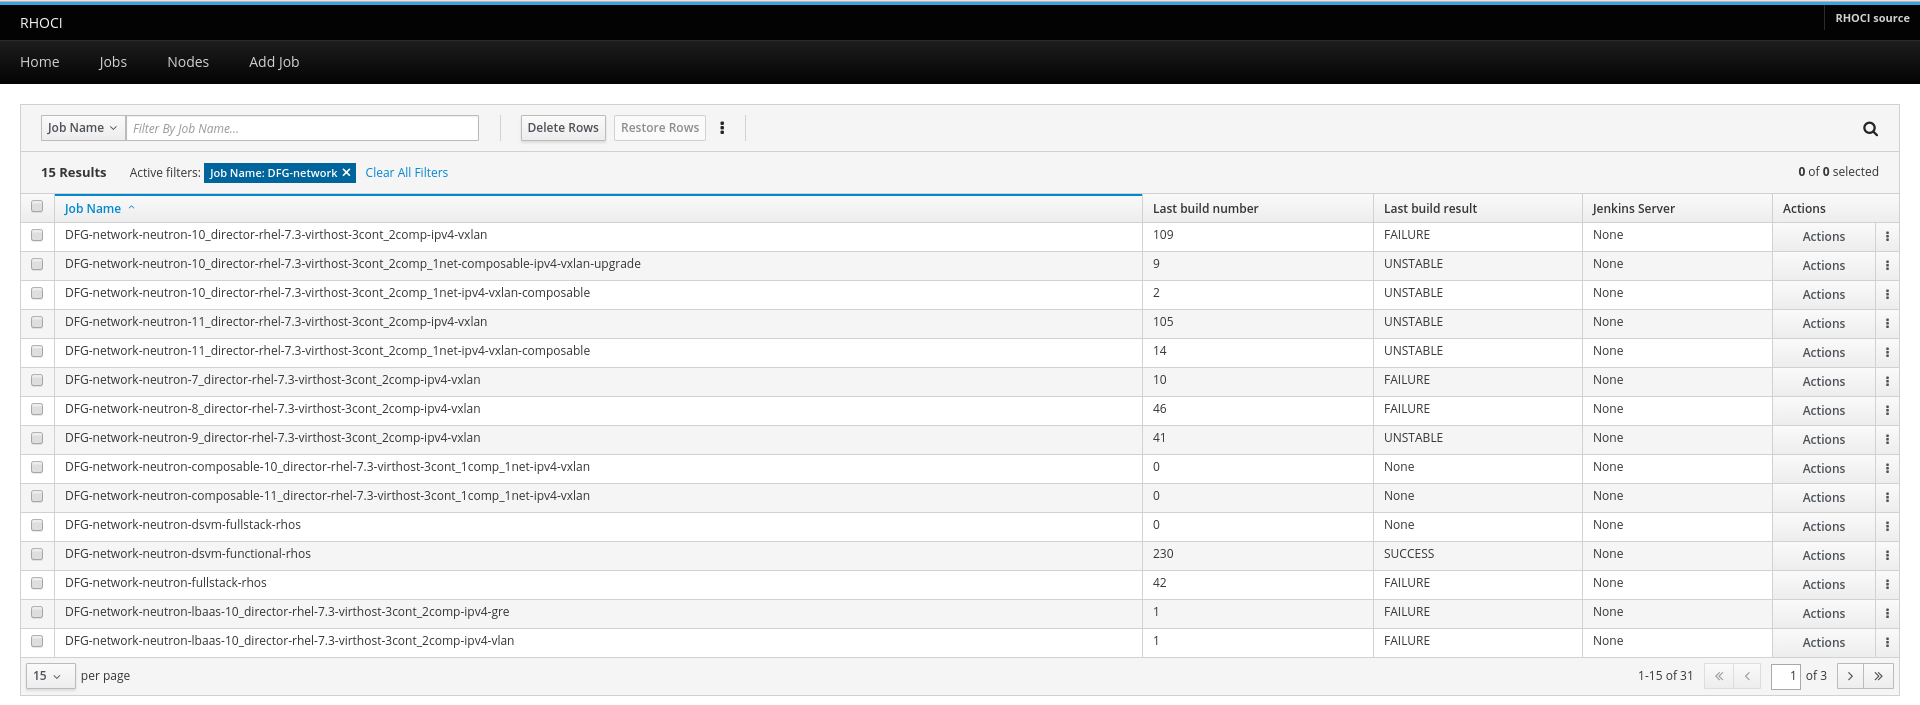 RHOCI
RHOCI source
Home Jobs Nodes Add Job
Job Name Filter By Job Name... Delete Rows Restore Rows
15 Results Active filters: Job Name: DFG-network Clear All Filters 0 of 0 selected
Job Name Last build number Last build result Jenkins Server Actions
DFG-network-neutron-10_director-rhel-7.3-virthost-3cont_2comp-ipv4-vxlan 109 FAILURE None Actions
DFG-network-neutron-10_director-rhel-7.3-virthost-3cont_2comp_1net-composable-ipv4-vxlan-upgrade 9 UNSTABLE None Actions
DFG-network-neutron-10_director-rhel-7.3-virthost-3cont_2comp_1net-ipv4-vxlan-composable 2 UNSTABLE None Actions
DFG-network-neutron-11_director-rhel-7.3-virthost-3cont_2comp-ipv4-vxlan 105 UNSTABLE None Actions
DFG-network-neutron-11_director-rhel-7.3-virthost-3cont_2comp_1net-ipv4-vxlan-composable 14 UNSTABLE None Actions
DFG-network-neutron-7_director-rhel-7.3-virthost-3cont_2comp-ipv4-vxlan 10 FAILURE None Actions
DFG-network-neutron-8_director-rhel-7.3-virthost-3cont_2comp-ipv4-vxlan 46 FAILURE None Actions
DFG-network-neutron-9_director-rhel-7.3-virthost-3cont_2comp-ipv4-vxlan 41 UNSTABLE None Actions
DFG-network-neutron-composable-10_director-rhel-7.3-virthost-3cont_1comp_1net-ipv4-vxlan 0 None None Actions
DFG-network-neutron-composable-11_director-rhel-7.3-virthost-3cont_1comp_1net-ipv4-vxlan 0 None None Actions
DFG-network-neutron-dsvm-fullstack-rhos 0 None None Actions
DFG-network-neutron-dsvm-functional-rhos 230 SUCCESS None Actions
DFG-network-neutron-fullstack-rhos 42 FAILURE None Actions
DFG-network-neutron-lbaas-10_director-rhel-7.3-virthost-3cont_2comp-ipv4-gre 1 FAILURE None Actions
DFG-network-neutron-lbaas-10_director-rhel-7.3-virthost-3cont_2comp-ipv4-vlan 1 FAILURE None Actions
15 per page 1-15 of 31 1 of 3